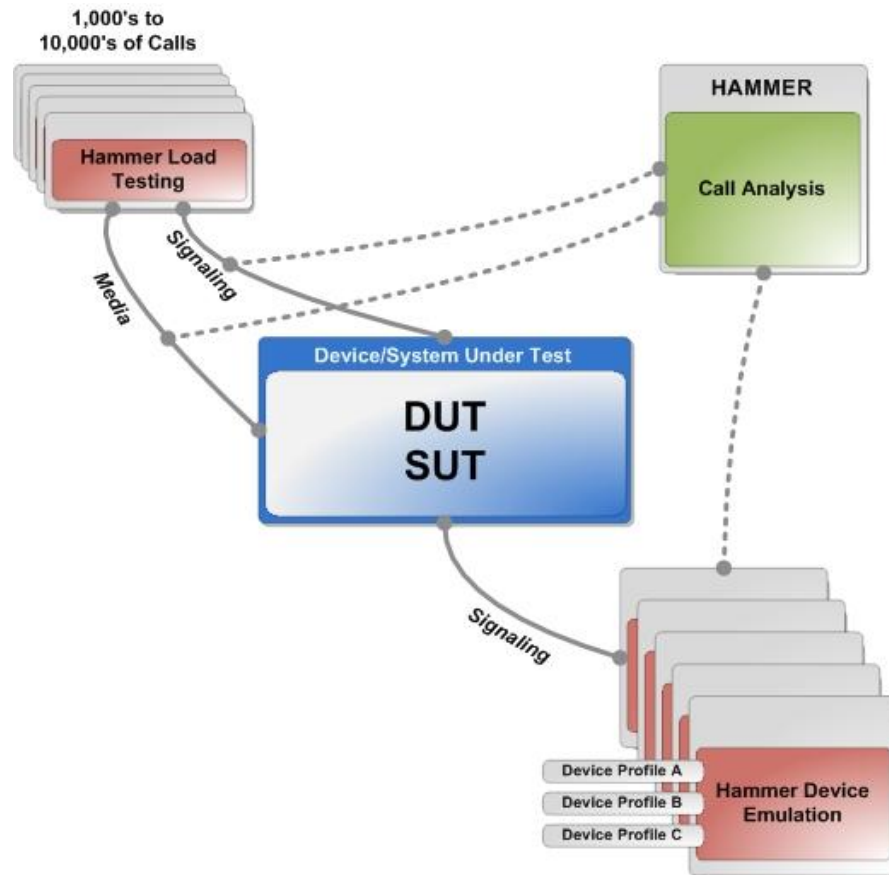 1,000's to
10,000's of Calls
Hammer Load
Testing
HAMMER
Call Analysis
Signaling
Media
Device/System Under Test
DUT
SUT
Signaling
Device Profile A
Device Profile B
Device Profile C
Hammer Device
Emulation